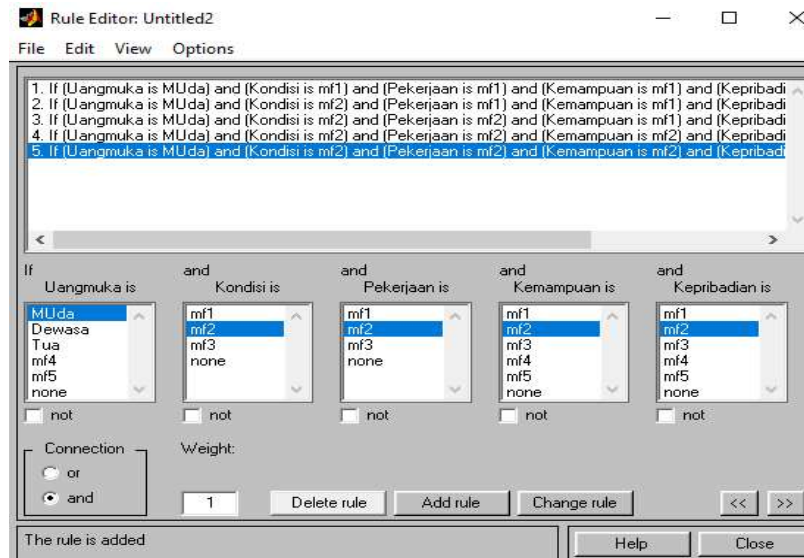 Rule Editor: Untitled2
File Edit View Options
1. If (Uangmuka is MUda) and (Kondisi is mf1) and (Pekerjaan is mf1) and (Kemampuan is mf1) and (Kepribadi
2. If (Uangmuka is MUda) and (Kondisi is mf2) and (Pekerjaan is mf1) and (Kemampuan is mf1) and (Kepribadi
3. If (Uangmuka is MUda) and (Kondisi is mf2) and (Pekerjaan is mf2) and (Kemampuan is mf1) and (Kepribadi
4. If (Uangmuka is MUda) and (Kondisi is mf2) and (Pekerjaan is mf2) and (Kemampuan is mf2) and (Kepribadi
5. If (Uangmuka is MUda) and (Kondisi is mf2) and (Pekerjaan is mf2) and (Kemampuan is mf2) and (Kepribadi
If and and and and
Uangmuka is Kondisi is Pekerjaan is Kemampuan is Kepribadian is
MUda mf1 mf1 mf1 mf1
Dewasa mf2 mf2 mf2 mf2
Tua mf3 mf3 mf3 mf3
mf4 none none mf4 mf4
mf5 mf5 mf5
none none none
not not not not not
Connection Weight:
or
and 1 Delete rule Add rule Change rule << >>
The rule is added Help Close